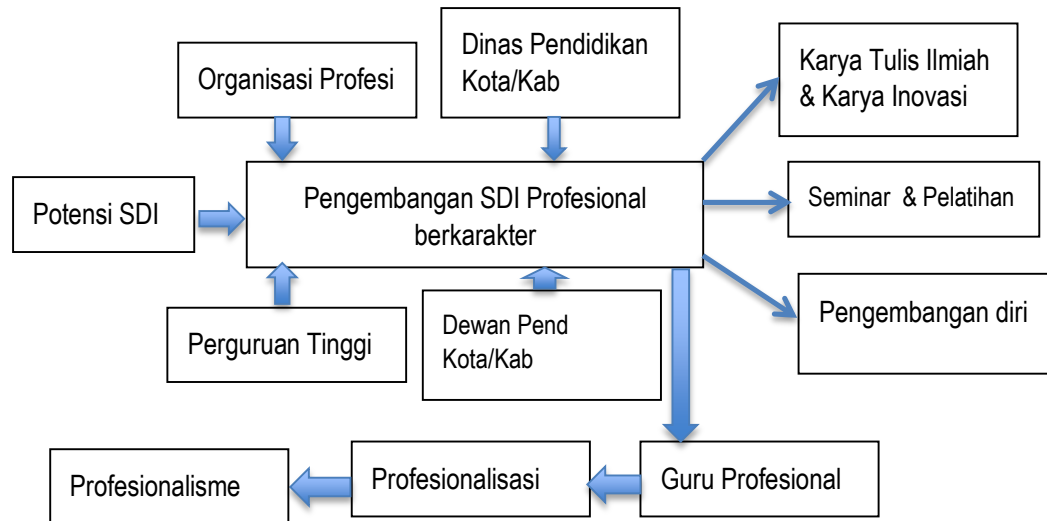 Organisasi Profesi
Dinas Pendidikan
Kota/Kab
Karya Tulis Ilmiah
& Karya Inovasi
Potensi SDI
Pengembangan SDI Profesional
berkarakter
Seminar & Pelatihan
Perguruan Tinggi
Dewan Pend
Kota/Kab
Pengembangan diri
Profesionalisme
Profesionalisasi
Guru Profesional